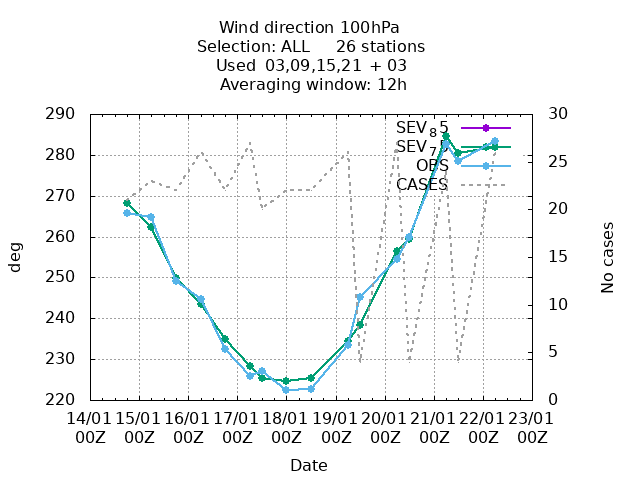 Wind direction 100hPa
Selection: ALL 26 stations
Used 03,09,15,21 + 03
Averaging window: 12h
290
280
270
260
250
240
230
220
deg
30
25
20
15
10
5
0
No cases
SEV_85
SEV_75
OBS
CASES
14/01 15/01 16/01 17/01 18/01 19/01 20/01 21/01 22/01 23/01
00Z 00Z 00Z 00Z 00Z 00Z 00Z 00Z 00Z 00Z
Date